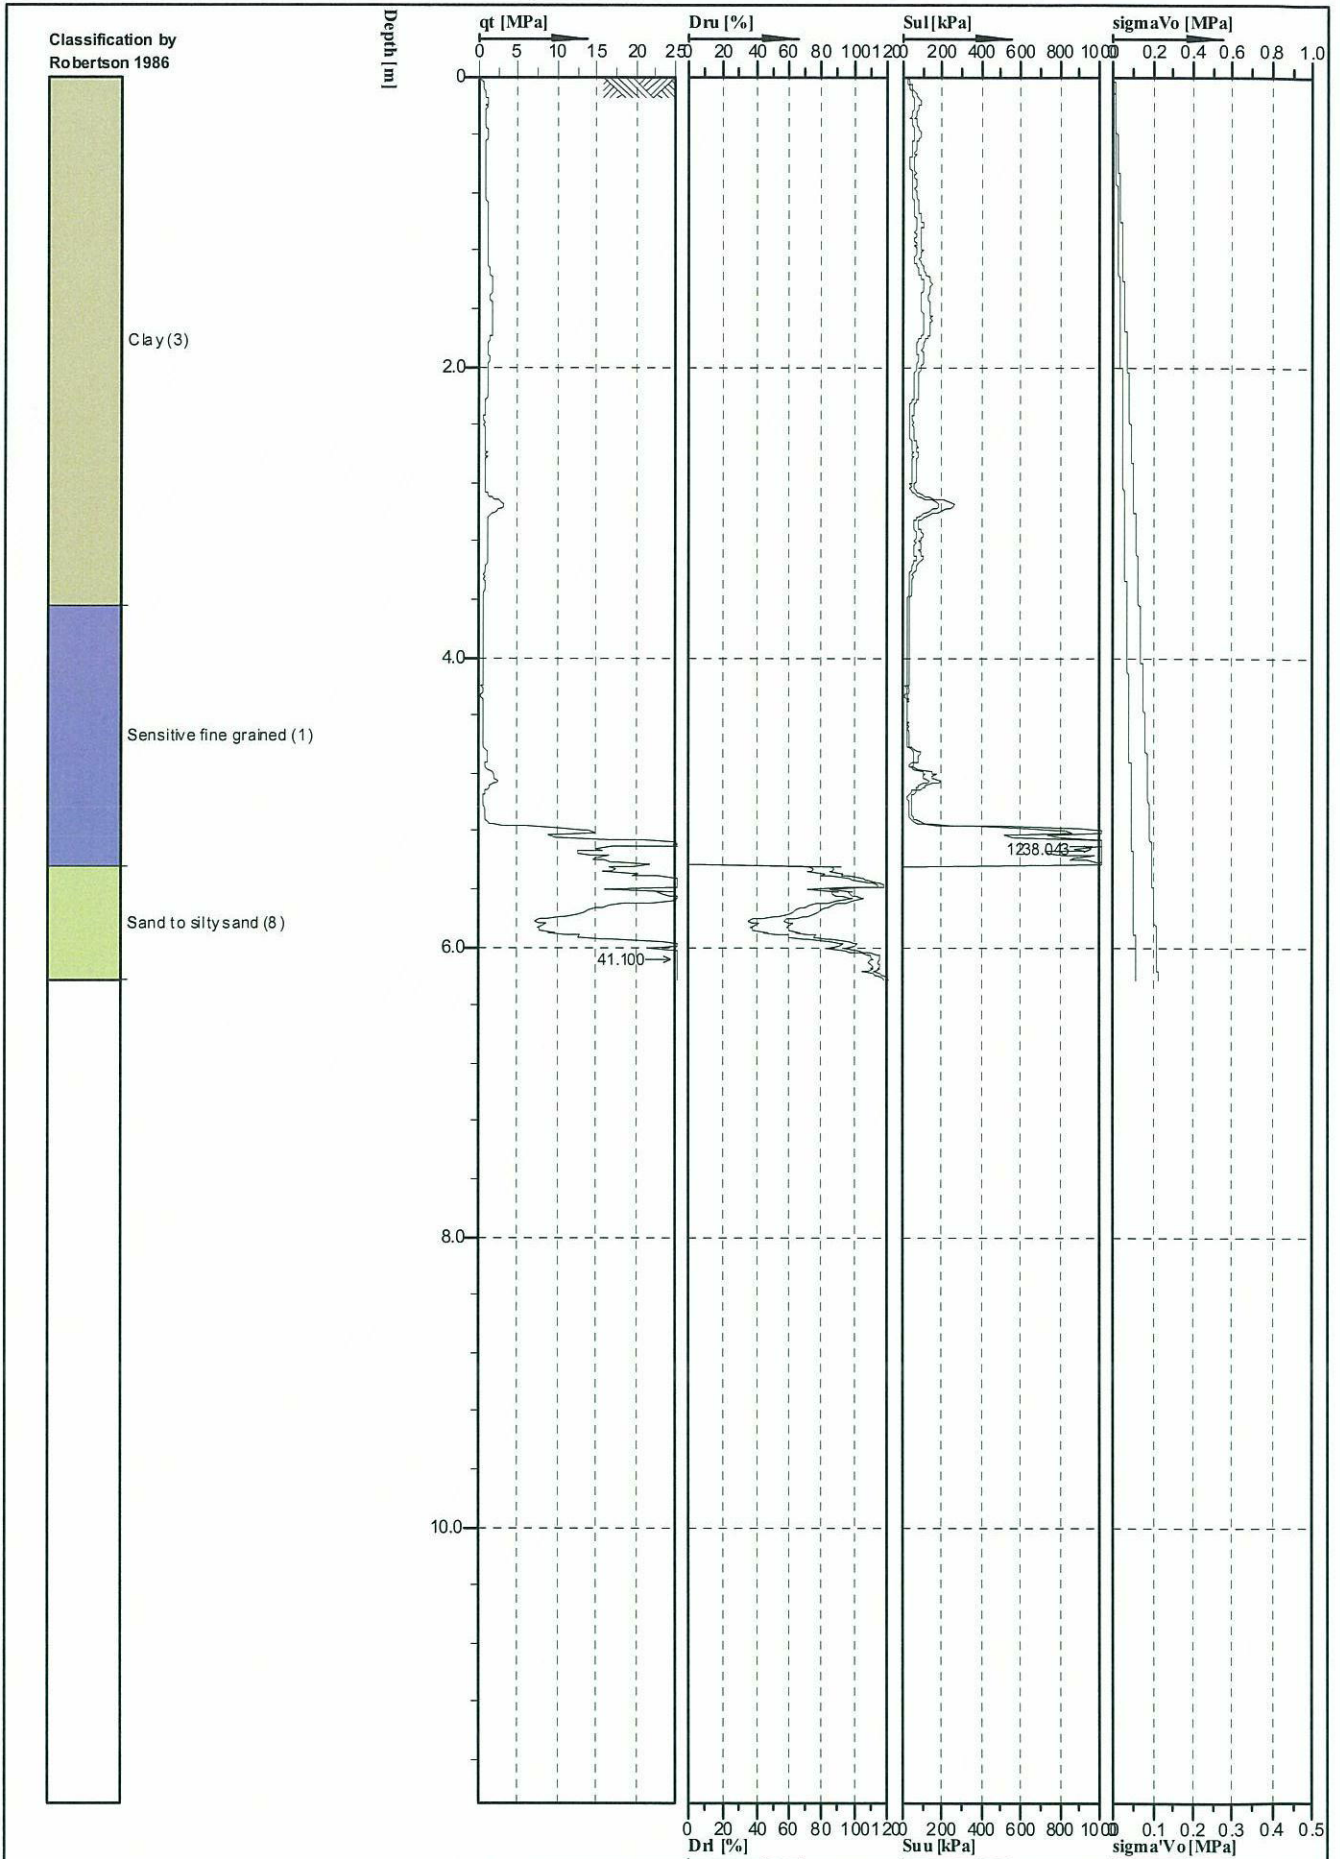 Classification by
Robertson 1986
Depth [m]
qt [MPa]
0 5 10 15 20 25
Dru [%]
0 20 40 60 80 100 120
Sul [kPa]
0 200 400 600 800 1000
sigmaVo [MPa]
0 0.2 0.4 0.6 0.8 1.0
0
Clay (3)
2.0
4.0
Sensitive fine grained (1)
1238.043
Sand to silty sand (8)
6.0
41.100
8.0
10.0
0 20 40 60 80 100 120
Drl [%]
0 200 400 600 800 1000
Suu [kPa]
0 0.1 0.2 0.3 0.4 0.5
sigma'Vo [MPa]